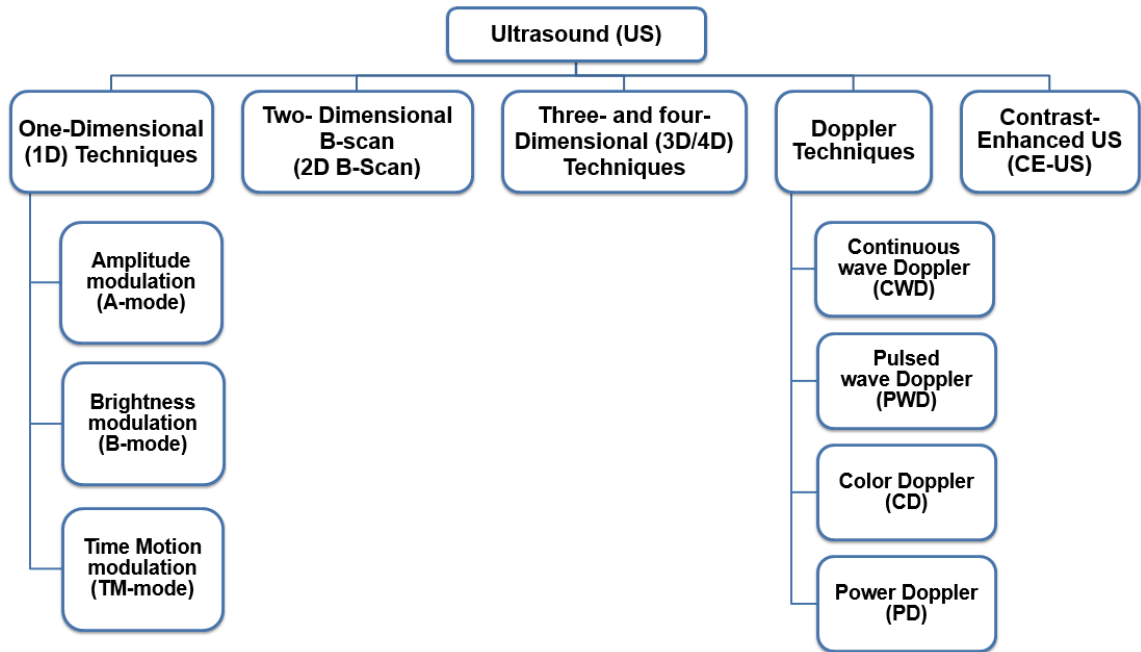 Ultrasound (US)
One-Dimensional
(1D) Techniques
Two- Dimensional
B-scan
(2D B-Scan)
Three- and four-
Dimensional (3D/4D)
Techniques
Doppler
Techniques
Contrast-
Enhanced US
(CE-US)
Amplitude
modulation
(A-mode)
Brightness
modulation
(B-mode)
Time Motion
modulation
(TM-mode)
Continuous
wave Doppler
(CWD)
Pulsed
wave Doppler
(PWD)
Color Doppler
(CD)
Power Doppler
(PD)